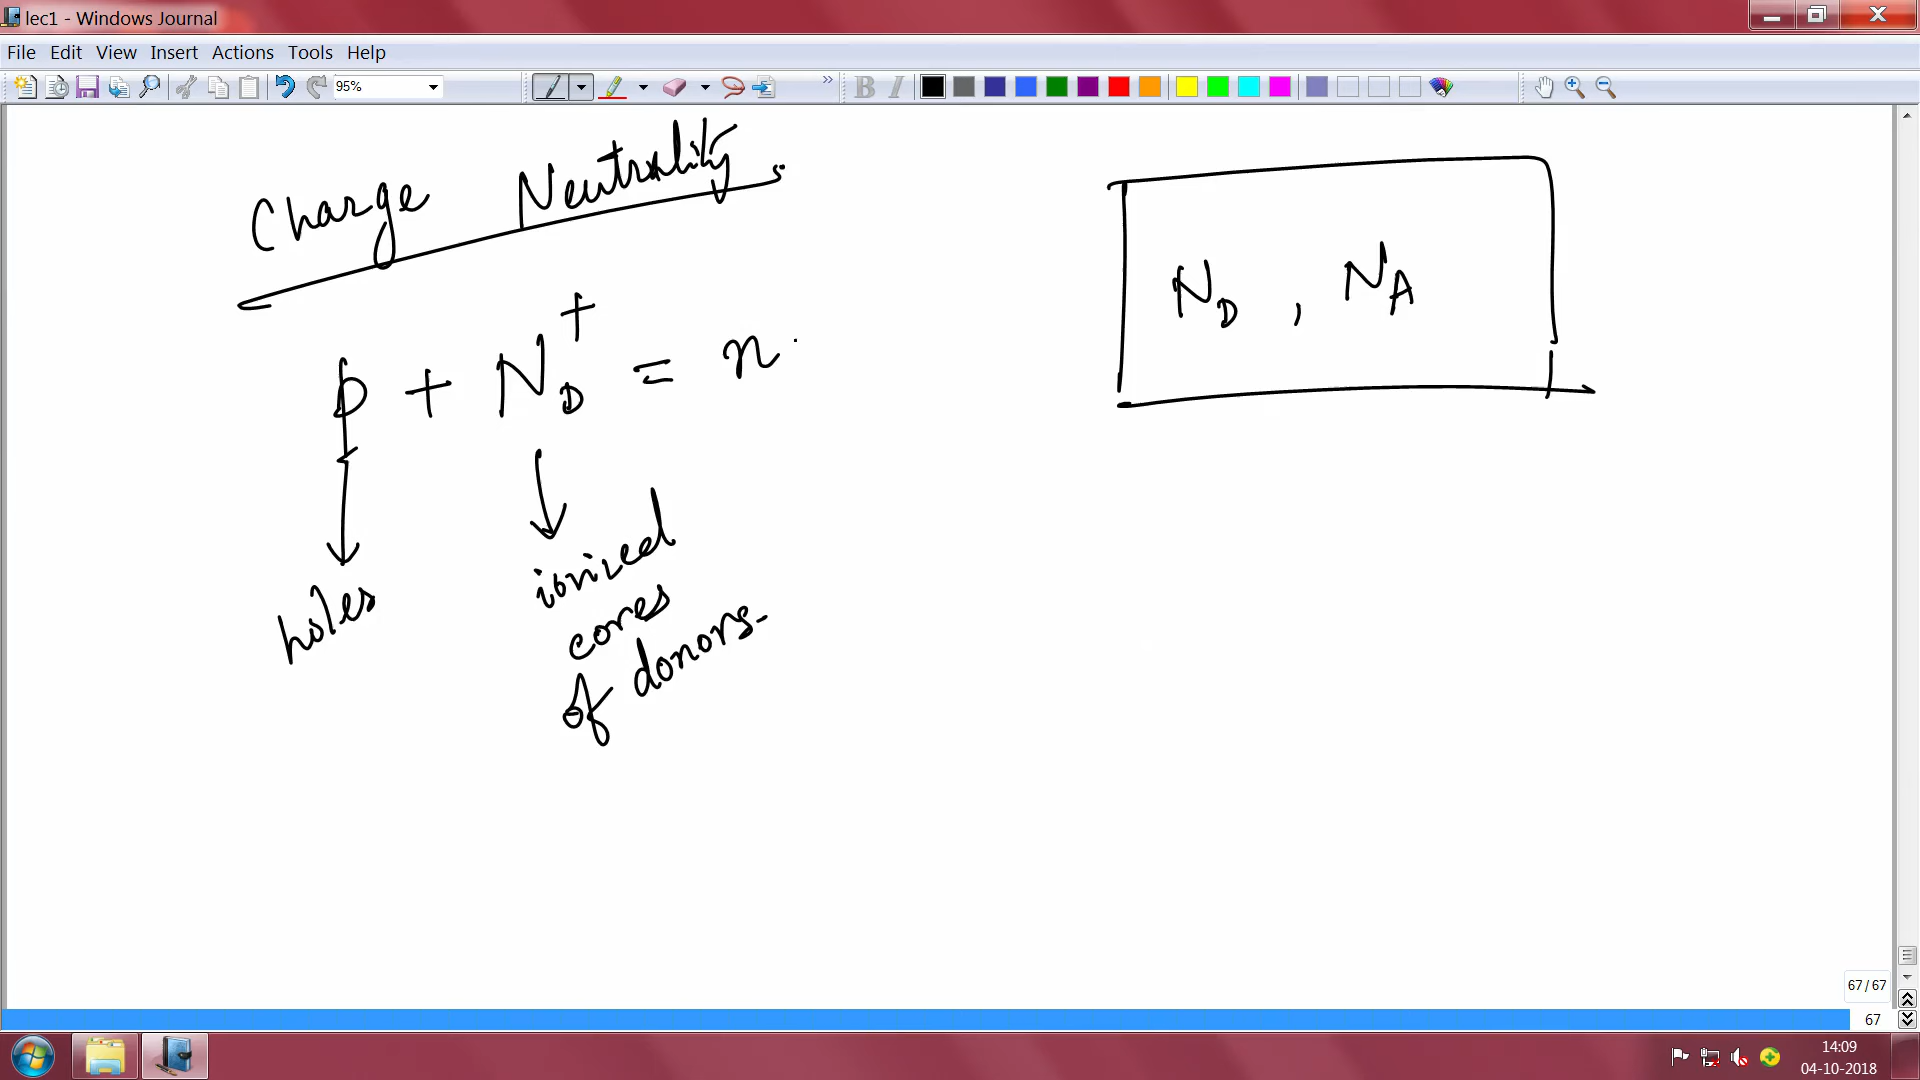 lec1 - Windows Journal
File Edit View Insert Actions Tools Help
95%
B I
Charge Neutrality
p + N_D^+ = n
holes
ionized
cores
of donors.
N_D , N_A
67 / 67
67
14:09
04-10-2018